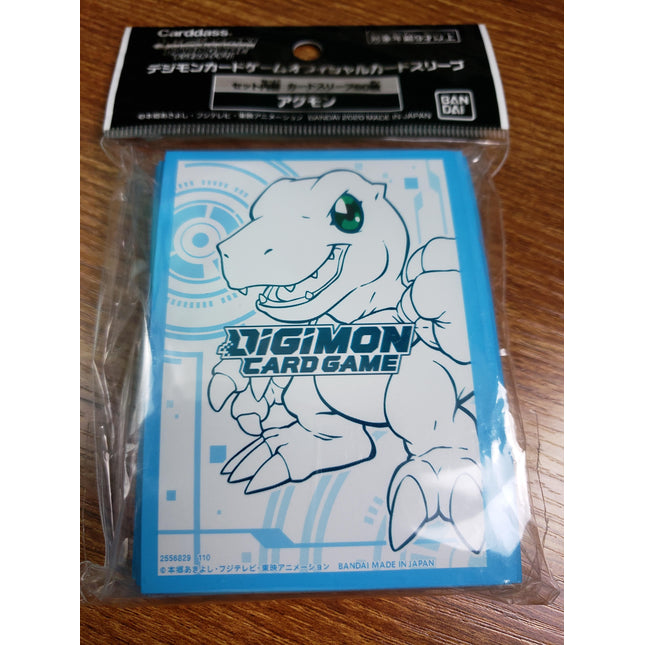 Carddass
デジモンカードゲームオフィシャルカードスリーブ
セット内容 カードスリーブ60枚
アグモン
©本郷あきよし・フジテレビ・東映アニメーション BANDAI 2020 MADE IN JAPAN
BAN
DAI
DIGIMON
CARD GAME
2556829 110
©本郷あきよし・フジテレビ・東映アニメーション BANDAI MADE IN JAPAN